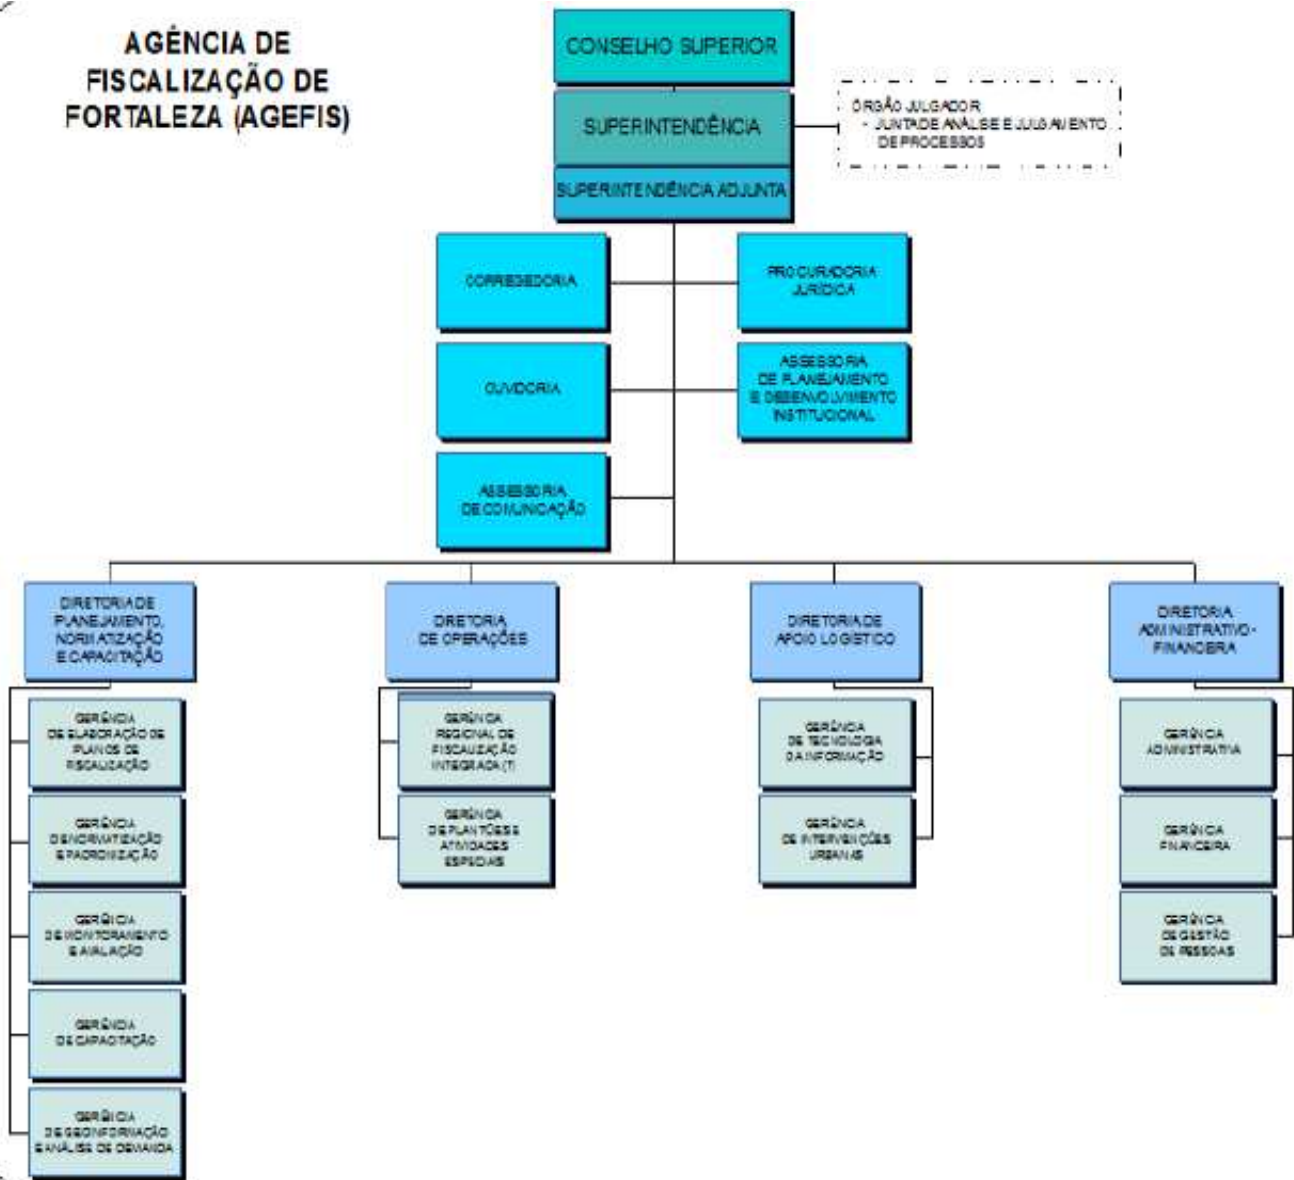 AGÊNCIA DE
FISCALIZAÇÃO DE
FORTALEZA (AGEFIS)
CONSELHO SUPERIOR
SUPERINTENDÊNCIA
SUPERINTENDÊNCIA ADJUNTA
ÓRGÃO JULGADOR
- JUNTA DE ANÁLISE E JULGAMENTO
DE PROCESSOS
CORREGEDORIA
PROCURADORIA
JURÍDICA
OUVIDORIA
ASSESSORIA
DE PLANEJAMENTO
E DESENVOLVIMENTO
INSTITUCIONAL
ASSESSORIA
DE COMUNICAÇÃO
DIRETORIA DE
PLANEJAMENTO,
NORMATIZAÇÃO
E CAPACITAÇÃO
DIRETORIA
DE OPERAÇÕES
DIRETORIA DE
APOIO LOGÍSTICO
DIRETORIA
ADMINISTRATIVO-
FINANCEIRA
GERÊNCIA
DE ELABORAÇÃO DE
PLANOS DE
FISCALIZAÇÃO
GERÊNCIA
DE NORMATIZAÇÃO
E PADRONIZAÇÃO
GERÊNCIA
DE MONITORAMENTO
E AVALIAÇÃO
GERÊNCIA
DE CAPACITAÇÃO
GERÊNCIA
DE GEOINFORMAÇÃO
E ANÁLISE DE DEMANDA
GERÊNCIA
REGIONAL DE
FISCALIZAÇÃO
INTEGRADA (7)
GERÊNCIA
DE PLANTÕES E
ATIVIDADES
ESPECIAIS
GERÊNCIA
DE TECNOLOGIA
DA INFORMAÇÃO
GERÊNCIA
DE INTERVENÇÕES
URBANAS
GERÊNCIA
ADMINISTRATIVA
GERÊNCIA
FINANCEIRA
GERÊNCIA
DE GESTÃO
DE PESSOAS